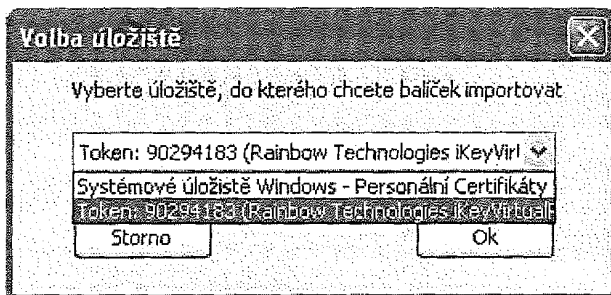 Volba úložiště
Vyberte úložiště, do kterého chcete balíček importovat
Token: 90294183 (Rainbow Technologies iKeyVirl
Systémové úložistě Windows - Personální Certifikáty
Token: 90294183 (Rainbow Technologies iKeyVirtualF
Storno Ok